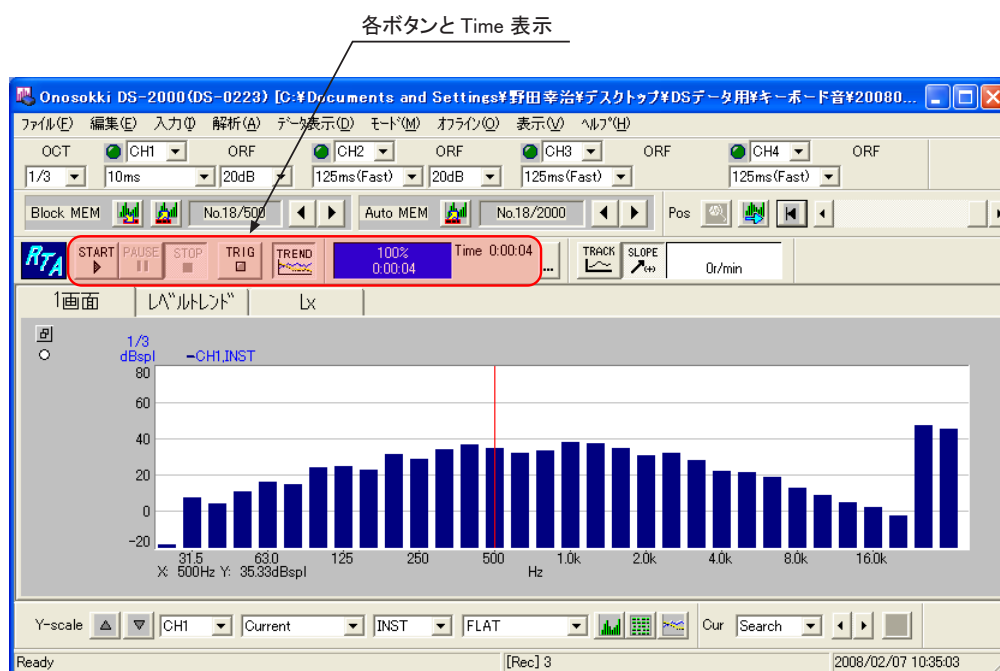 各ボタンと Time 表示
Onosokki DS-2000(DS-0223) [C:¥Documents and Settings¥野田幸治¥デスクトップ¥DSデータ用¥キーボード音¥20080...
ファイル(F) 編集(E) 入力(I) 解析(A) データ表示(D) モード(M) オフライン(O) 表示(V) ヘルプ(H)
OCT CH1 ORF CH2 ORF CH3 ORF CH4 ORF
1/3 10ms 20dB 125ms(Fast) 20dB 125ms(Fast) 125ms(Fast)
Block MEM No.18/500 Auto MEM No.18/2000 Pos
RTA START PAUSE STOP TRIG TREND 100% Time 0:00:04 ... TRACK SLOPE
0:00:04 (+) 0r/min
1画面 レベルトレンド Lx
1/3
dBspl CH1,INST
80
60
40
20
0
-20
31.5 63.0 125 250 500 1.0k 2.0k 4.0k 8.0k 16.0k
X: 500Hz Y: 35.33dBspl Hz
Y-scale CH1 Current INST FLAT Cur Search
Ready [Rec] 3 2008/02/07 10:35:03